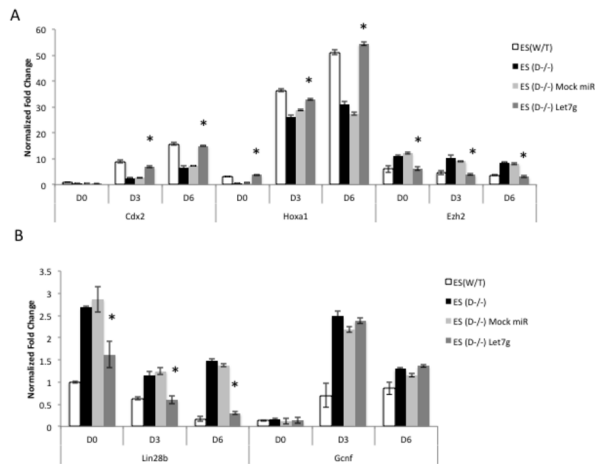 A
Normalized Fold Change
60
50
40
30
20
10
0
* * * * * * * *
ES(W/T)
ES (D-/-)
ES (D-/-) Mock miR
ES (D-/-) Let7g
D0 D3 D6 D0 D3 D6 D0 D3 D6
Cdx2 Hoxa1 Ezh2
B
Normalized Fold Change
3.5
3
2.5
2
1.5
1
0.5
0
* * *
ES(W/T)
ES (D-/-)
ES (D-/-) Mock miR
ES (D-/-) Let7g
D0 D3 D6 D0 D3 D6
Lin28b Gcnf